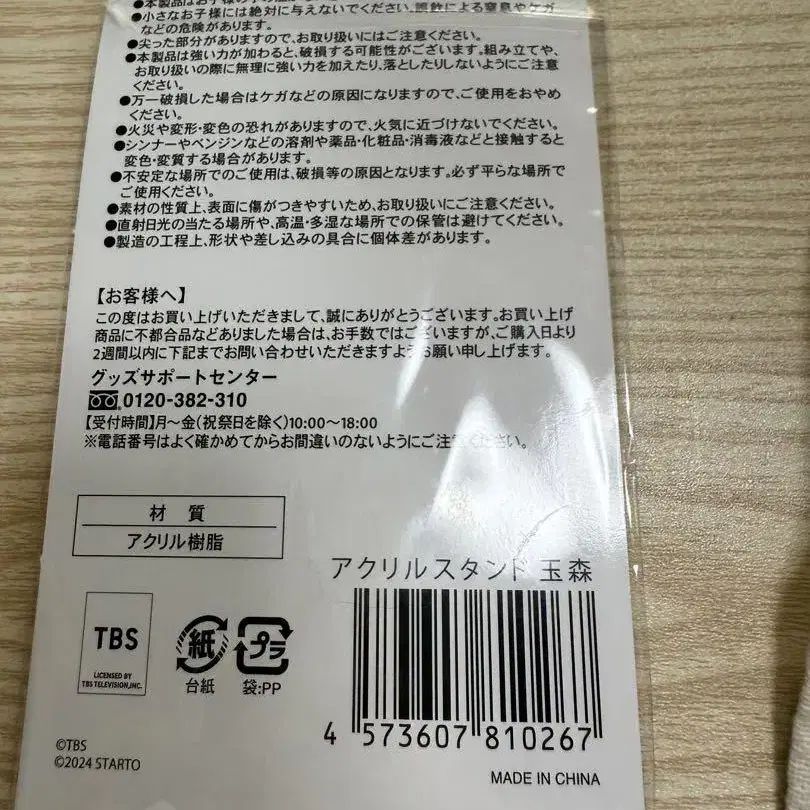 ●本製品はお子様の手の届か
●小さなお子様には絶対に与えないでください。誤飲による窒息やケガ
などの危険があります。
●尖った部分がありますので、お取り扱いにはご注意ください。
●本製品は強い力が加わると、破損する可能性がございます。組み立てや、
お取り扱いの際に無理に強い力を加えたり、落としたりしないようにご注意
ください。
●万一破損した場合はケガなどの原因になりますので、ご使用をおやめ
ください。
●火災や変形・変色の恐れがありますので、火気に近づけないでください。
●シンナーやベンジンなどの溶剤や薬品・化粧品・消毒液などと接触すると
変色・変質する場合があります。
●不安定な場所でのご使用は、破損等の原因となります。必ず平らな場所で
ご使用ください。
●素材の性質上、表面に傷がつきやすいため、お取り扱いにご注意ください。
●直射日光の当たる場所や、高温・多湿な場所での保管は避けてください。
●製造の工程上、形状や差し込みの具合に個体差があります。
【お客様へ】
この度はお買い上げいただきまして、誠にありがとうございます。お買い上げ
商品に不都合品などありました場合は、お手数ではございますが、ご購入日より
2週間以内に下記までお問い合わせいただきますようお願い申し上げます。
グッズサポートセンター
0120-382-310
【受付時間】月〜金(祝祭日を除く)10:00〜18:00
※電話番号はよく確かめてからお間違いのないようにご注意ください。
材 質
アクリル樹脂
アクリルスタンド 玉森
TBS
LICENSED BY
TBS TELEVISION,INC.
紙
台紙
プラ
袋:PP
4 573607 810267
©TBS
©2024 STARTO
MADE IN CHINA